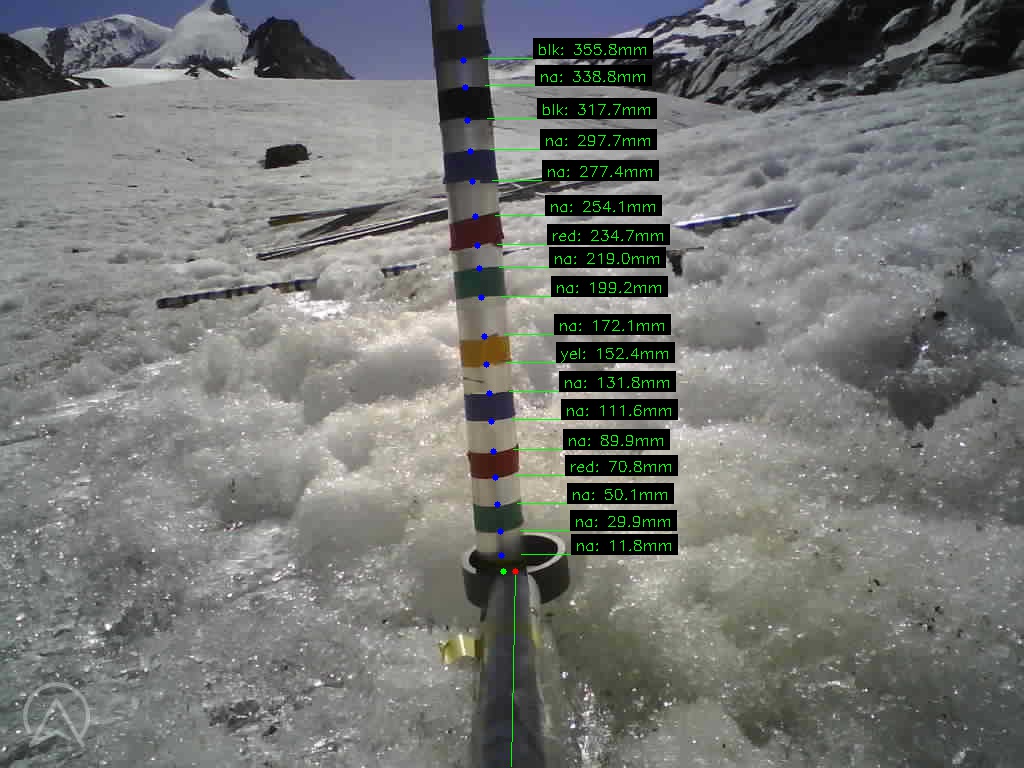 blk: 355.8mm
na: 338.8mm
blk: 317.7mm
na: 297.7mm
na: 277.4mm
na: 254.1mm
red: 234.7mm
na: 219.0mm
na: 199.2mm
na: 172.1mm
yel: 152.4mm
na: 131.8mm
na: 111.6mm
na: 89.9mm
red: 70.8mm
na: 50.1mm
na: 29.9mm
na: 11.8mm